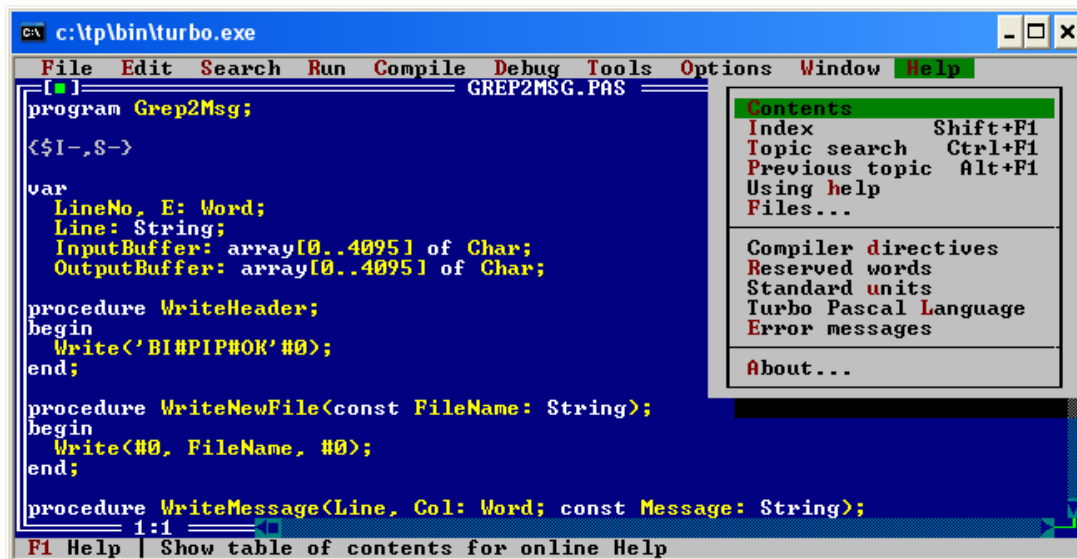 c:\tp\bin\turbo.exe
File Edit Search Run Compile Debug Tools Options Window Help
GREP2MSG.PAS
program Grep2Msg;
{$I-,S-}
var
LineNo, E: Word;
Line: String;
InputBuffer: array[0..4095] of Char;
OutputBuffer: array[0..4095] of Char;
procedure WriteHeader;
begin
Write('BI#PIP#OK'#0);
end;
procedure WriteNewFile(const FileName: String);
begin
Write(#0, FileName, #0);
end;
procedure WriteMessage(Line, Col: Word; const Message: String);
1:1
Contents
Index Shift+F1
Topic search Ctrl+F1
Previous topic Alt+F1
Using help
Files...
Compiler directives
Reserved words
Standard units
Turbo Pascal Language
Error messages
About...
F1 Help | Show table of contents for online Help